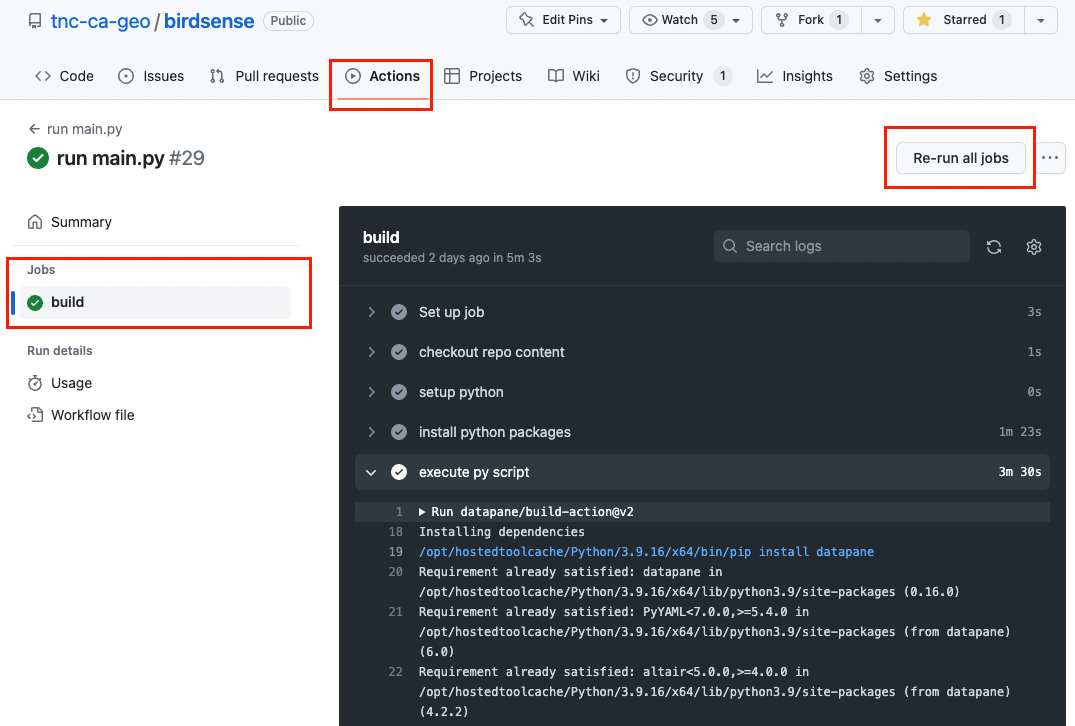 tnc-ca-geo / birdsense Public
Edit Pins Watch 5 Fork 1 Starred 1
Code Issues Pull requests Actions Projects Wiki Security 1 Insights Settings
run main.py
run main.py #29
Re-run all jobs
Summary
Jobs
build
Run details
Usage
Workflow file
build
succeeded 2 days ago in 5m 3s
Search logs
Set up job 3s
checkout repo content 1s
setup python 0s
install python packages 1m 23s
execute py script 3m 30s
1 Run datapane/build-action@v2
18 Installing dependencies
19 /opt/hostedtoolcache/Python/3.9.16/x64/bin/pip install datapane
20 Requirement already satisfied: datapane in
/opt/hostedtoolcache/Python/3.9.16/x64/lib/python3.9/site-packages (0.16.0)
21 Requirement already satisfied: PyYAML<7.0.0,>=5.4.0 in
/opt/hostedtoolcache/Python/3.9.16/x64/lib/python3.9/site-packages (from datapane)
(6.0)
22 Requirement already satisfied: altair<5.0.0,>=4.0.0 in
/opt/hostedtoolcache/Python/3.9.16/x64/lib/python3.9/site-packages (from datapane)
(4.2.2)